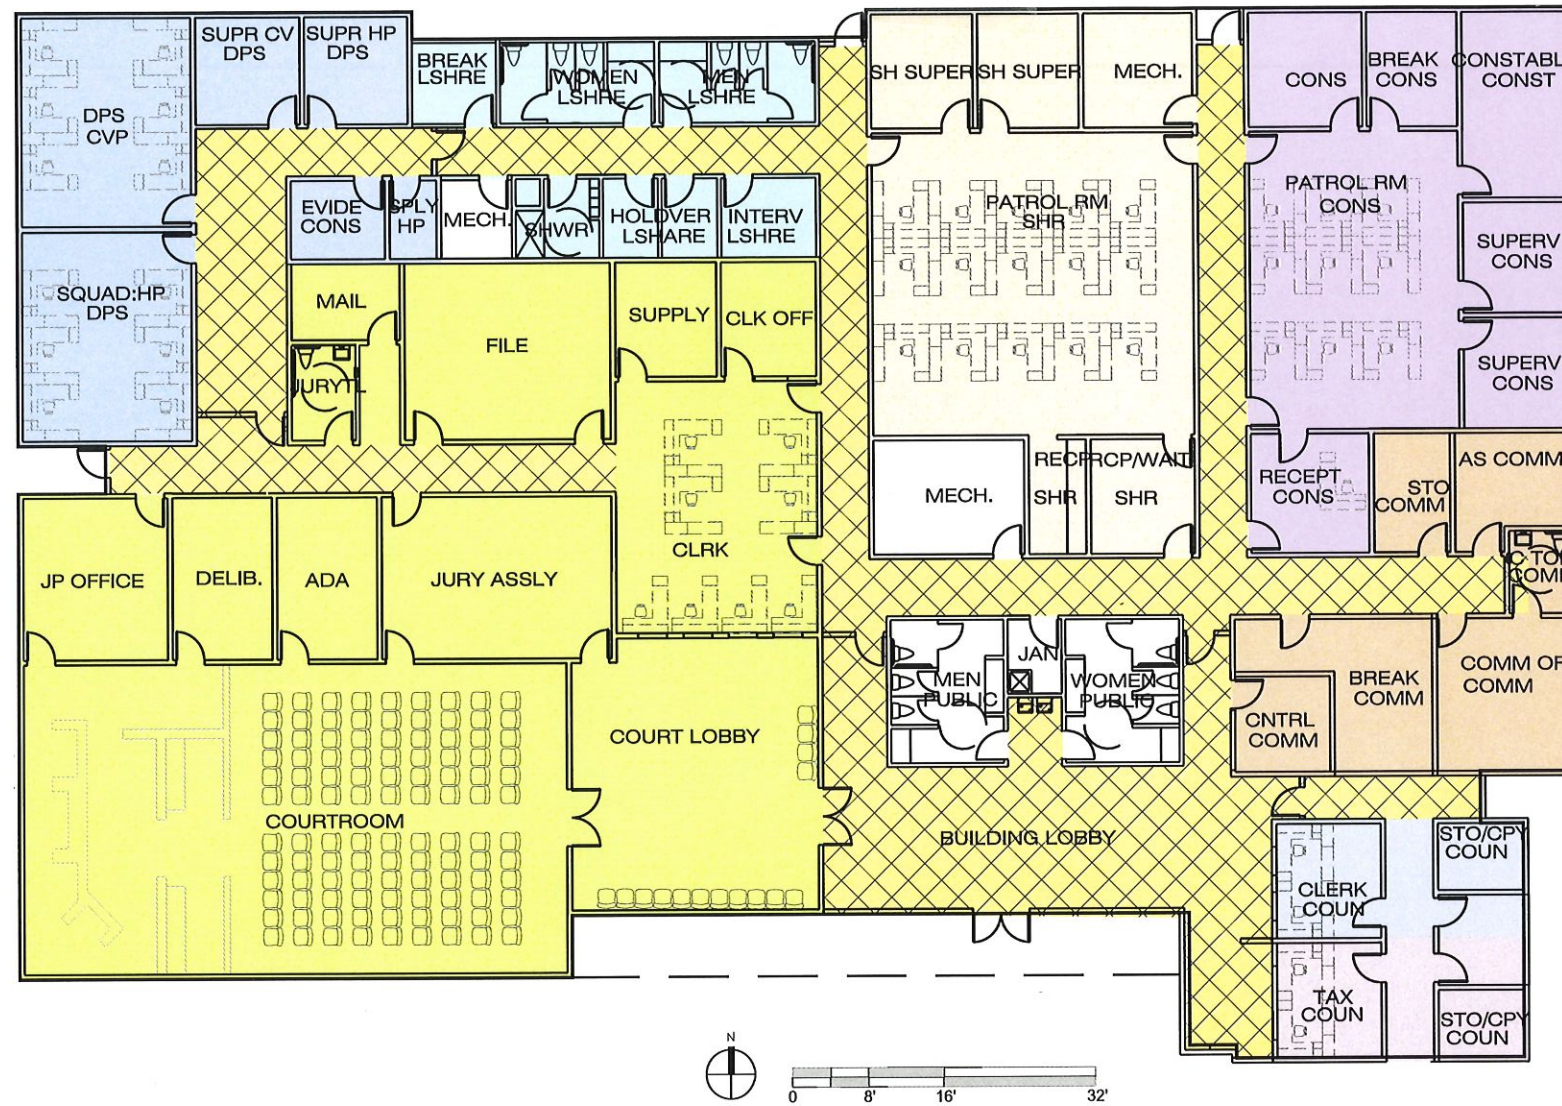 SUPR CV
DPS
SUPR HP
DPS
BREAK
LSHRE
WOMEN
LSHRE
MEN
LSHRE
SH SUPER
SH SUPER
MECH.
CONS
BREAK
CONS
CONSTABL
CONST
DPS
CVP
EVIDE
CONS
SPLY
HP
MECH.
SHWR
HOLDVER
LSHARE
INTERV
LSHRE
PATROL RM
SHR
PATROL RM
CONS
SUPERV
CONS
SQUAD:HP
DPS
MAIL
FILE
SUPPLY
CLK OFF
JURYTL
SUPERV
CONS
MECH.
RECP
SHR
RCP/WAIT
SHR
RECEPT
CONS
STO
COMM
AS COMM
JP OFFICE
DELIB.
ADA
JURY ASSLY
CLRK
C TO
COM
MEN
PUBLIC
JAN
WOMEN
PUBLIC
CNTRL
COMM
BREAK
COMM
COMM OF
COMM
COURT LOBBY
COURTROOM
BUILDING LOBBY
STO/CPY
COUN
CLERK
COUN
TAX
COUN
STO/CPY
COUN
N
0
8'
16'
32'